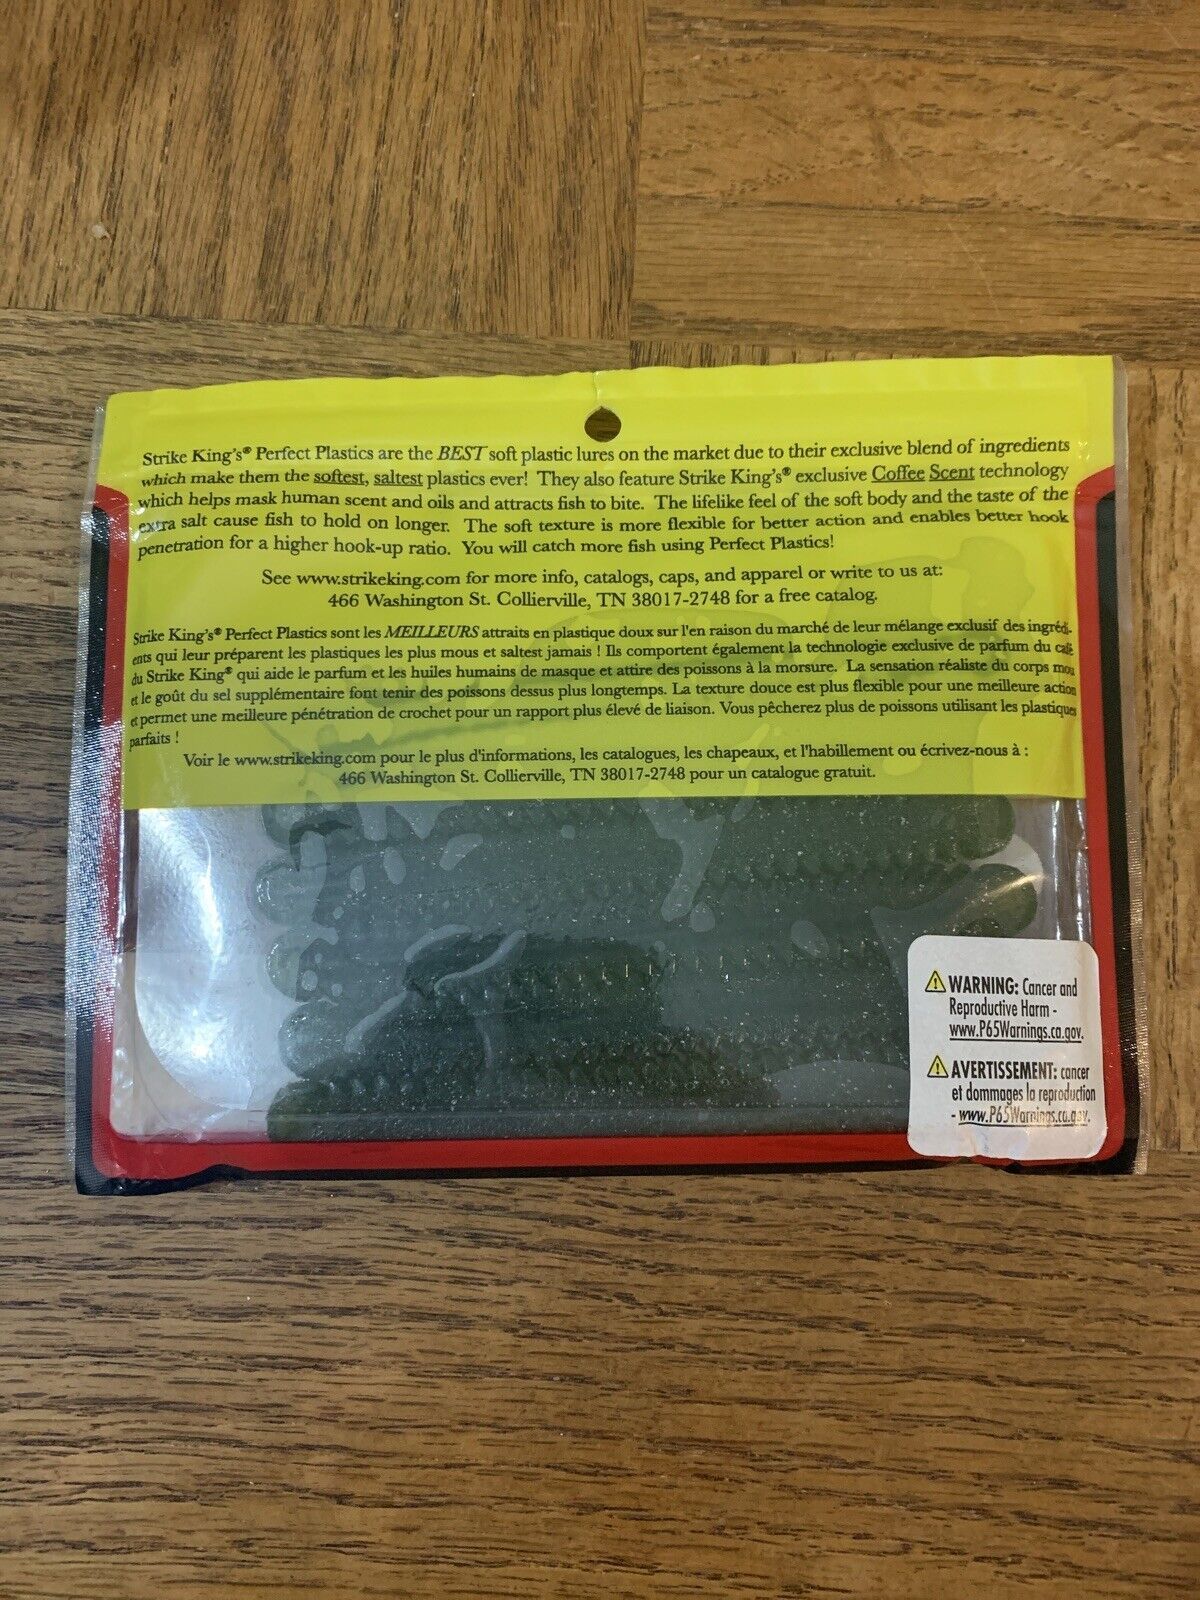 Strike King's® Perfect Plastics are the BEST soft plastic lures on the market due to their exclusive blend of ingredients
which make them the softest, saltest plastics ever! They also feature Strike King's® exclusive Coffee Scent technology
which helps mask human scent and oils and attracts fish to bite. The lifelike feel of the soft body and the taste of the
extra salt cause fish to hold on longer. The soft texture is more flexible for better action and enables better hook
penetration for a higher hook-up ratio. You will catch more fish using Perfect Plastics!
See www.strikeking.com for more info, catalogs, caps, and apparel or write to us at:
466 Washington St. Collierville, TN 38017-2748 for a free catalog.
Strike King's® Perfect Plastics sont les MEILLEURS attraits en plastique doux sur l'en raison du marché de leur mélange exclusif des ingrédi-
ents qui leur préparent les plastiques les plus mous et saltest jamais ! Ils comportent également la technologie exclusive de parfum du café
du Strike King® qui aide le parfum et les huiles humains de masque et attire des poissons à la morsure. La sensation réaliste du corps mou
et le goût du sel supplémentaire font tenir des poissons dessus plus longtemps. La texture douce est plus flexible pour une meilleure action
et permet une meilleure pénétration de crochet pour un rapport plus élevé de liaison. Vous pêcherez plus de poissons utilisant les plastiques
parfaits !
Voir le www.strikeking.com pour le plus d'informations, les catalogues, les chapeaux, et l'habillement ou écrivez-nous à :
466 Washington St. Collierville, TN 38017-2748 pour un catalogue gratuit.
WARNING: Cancer and
Reproductive Harm -
www.P65Warnings.ca.gov.
AVERTISSEMENT: cancer
et dommages la reproduction
- www.P65Warnings.ca.gov.